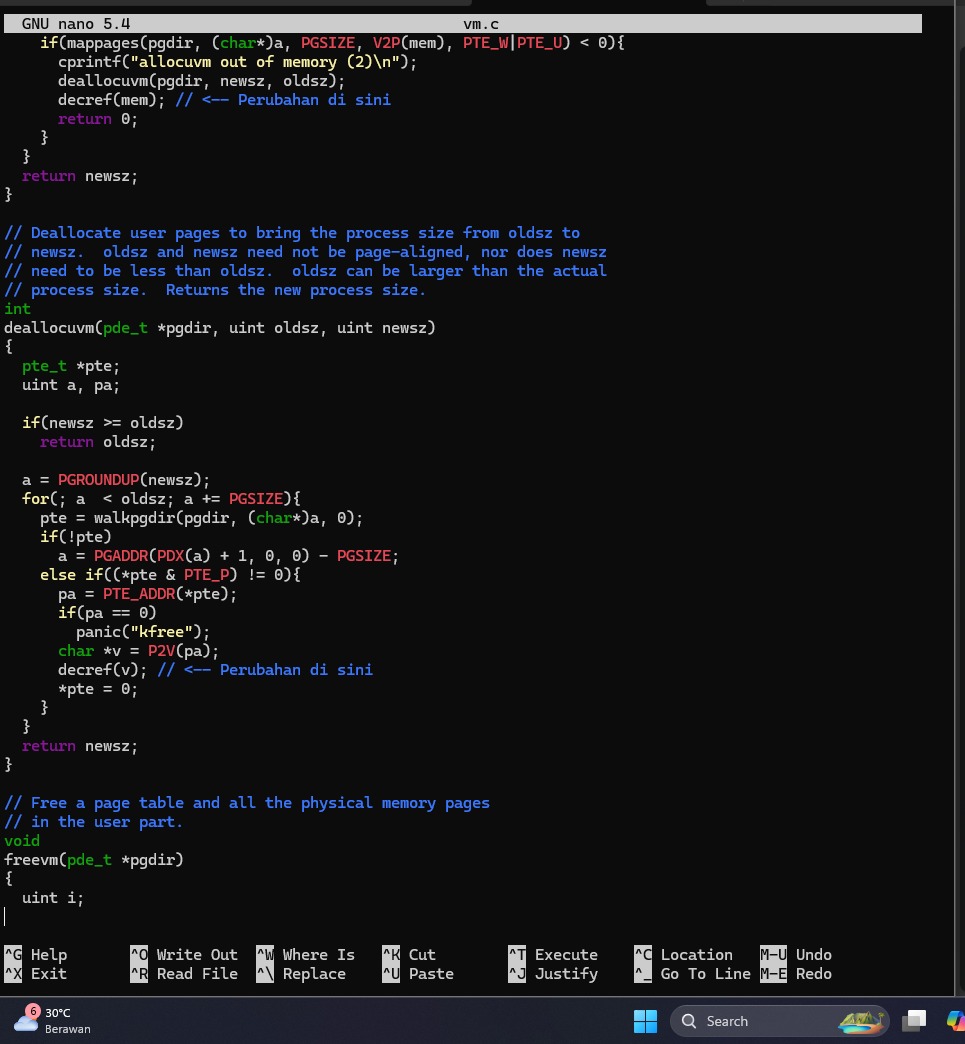 GNU nano 5.4 vm.c
    if(mappages(pgdir, (char*)a, PGSIZE, V2P(mem), PTE_W|PTE_U) < 0){
      cprintf("allocuvm out of memory (2)\n");
      deallocuvm(pgdir, newsz, oldsz);
      decref(mem); // <-- Perubahan di sini
      return 0;
    }
  }
  return newsz;
}
// Deallocate user pages to bring the process size from oldsz to
// newsz.  oldsz and newsz need not be page-aligned, nor does newsz
// need to be less than oldsz.  oldsz can be larger than the actual
// process size.  Returns the new process size.
int
deallocuvm(pde_t *pgdir, uint oldsz, uint newsz)
{
  pte_t *pte;
  uint a, pa;
  if(newsz >= oldsz)
    return oldsz;
  a = PGROUNDUP(newsz);
  for(; a  < oldsz; a += PGSIZE){
    pte = walkpgdir(pgdir, (char*)a, 0);
    if(!pte)
      a = PGADDR(PDX(a) + 1, 0, 0) - PGSIZE;
    else if((*pte & PTE_P) != 0){
      pa = PTE_ADDR(*pte);
      if(pa == 0)
        panic("kfree");
      char *v = P2V(pa);
      decref(v); // <-- Perubahan di sini
      *pte = 0;
    }
  }
  return newsz;
}
// Free a page table and all the physical memory pages
// in the user part.
void
freevm(pde_t *pgdir)
{
  uint i;
^G Help ^O Write Out ^W Where Is ^K Cut ^T Execute ^C Location M-U Undo
^X Exit ^R Read File ^\ Replace ^U Paste ^J Justify ^_ Go To Line M-E Redo
6 30°C
Berawan
Search